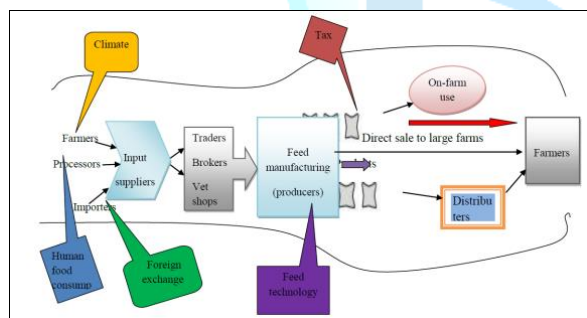 Climate
Tax
On-farm
use
Farmers
Processors
Importers
Input
suppliers
Traders
Brokers
Vet
shops
Feed
manufacturing
(producers)
Direct sale to large farms
Farmers
Distribu
ters
Human
food
consump
Foreign
exchange
Feed
technology